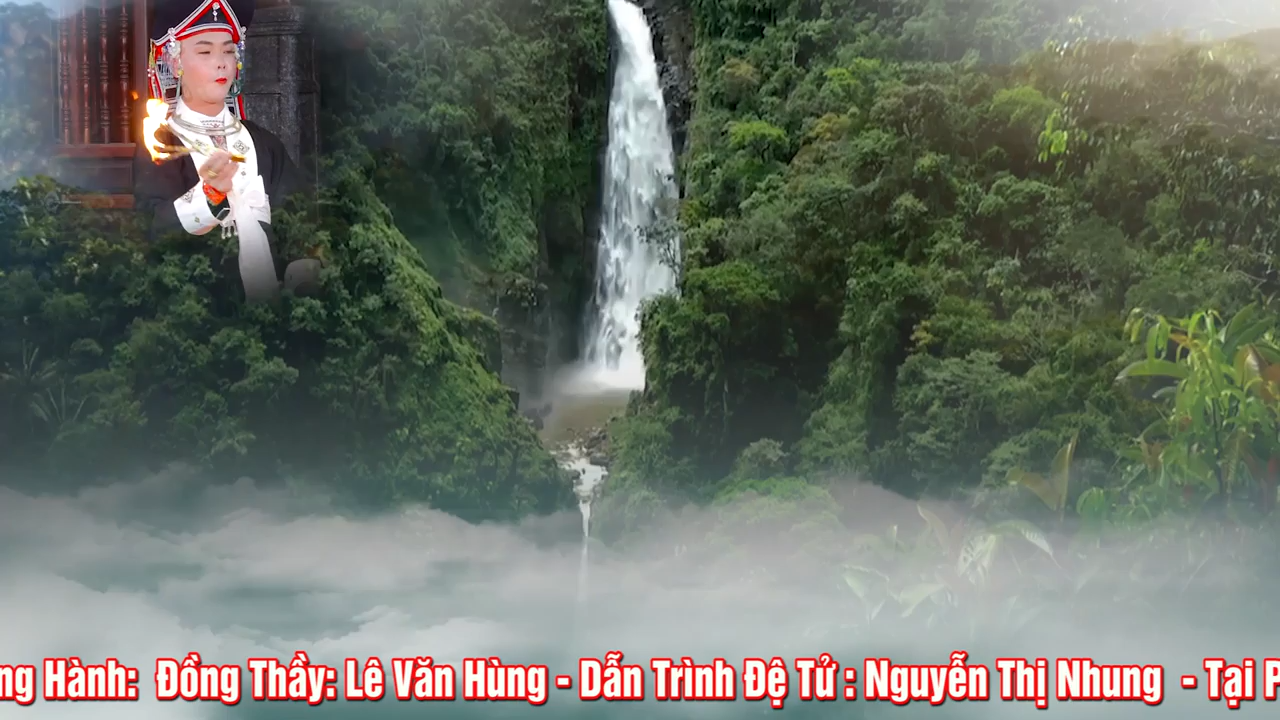 ng Hành: Đồng Thầy: Lê Văn Hùng - Dẫn Trình Đệ Tử : Nguyễn Thị Nhung - Tại P